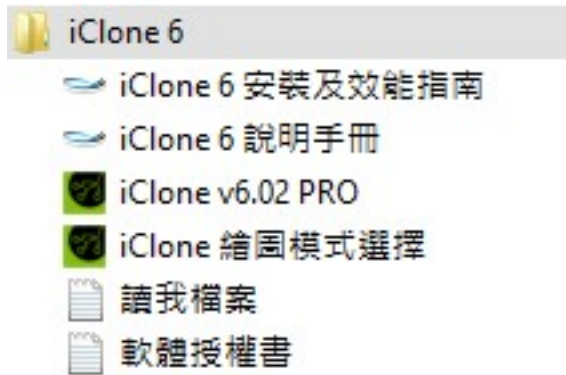 iClone 6
iClone 6 安裝及效能指南
iClone 6 說明手冊
iClone v6.02 PRO
iClone 繪圖模式選擇
讀我檔案
軟體授權書